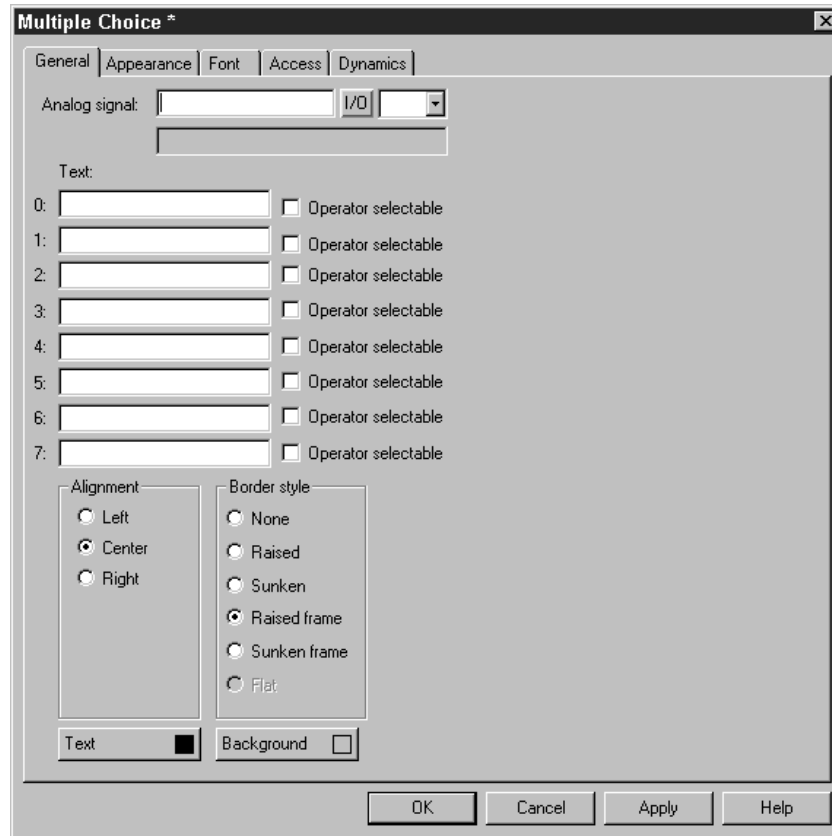 Multiple Choice *
General Appearance Font Access Dynamics
Analog signal: I/O
Text:
0: Operator selectable
1: Operator selectable
2: Operator selectable
3: Operator selectable
4: Operator selectable
5: Operator selectable
6: Operator selectable
7: Operator selectable
Alignment
Left
Center
Right
Border style
None
Raised
Sunken
Raised frame
Sunken frame
Flat
Text
Background
OK Cancel Apply Help